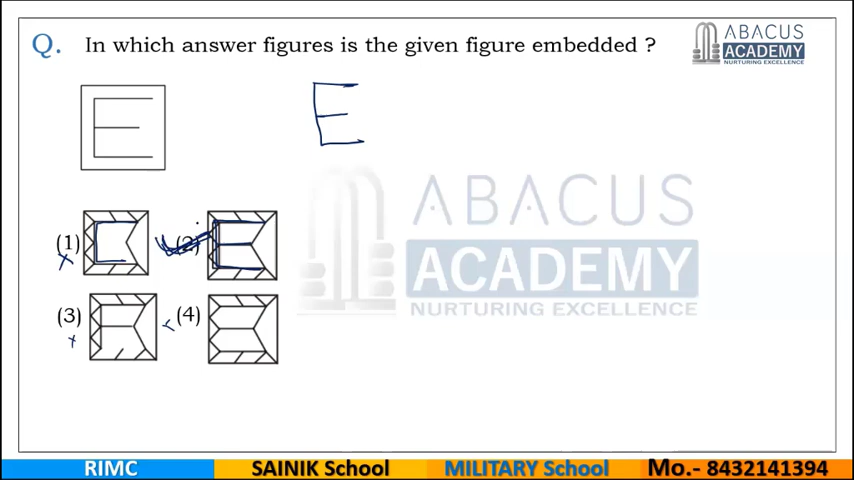 Q. In which answer figures is the given figure embedded ?
ABACUS
ACADEMY
NURTURING EXCELLENCE
E
E
(1)
(2)
(3)
(4)
ABACUS
ACADEMY
NURTURING EXCELLENCE
RIMC SAINIK School MILITARY School Mo.- 8432141394